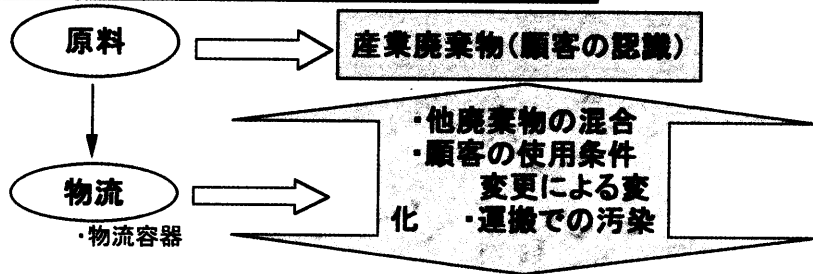 原料
産業廃棄物(顧客の認識)
・他廃棄物の混合
・顧客の使用条件
変更による変
化 ・運搬での汚染
物流
・物流容器